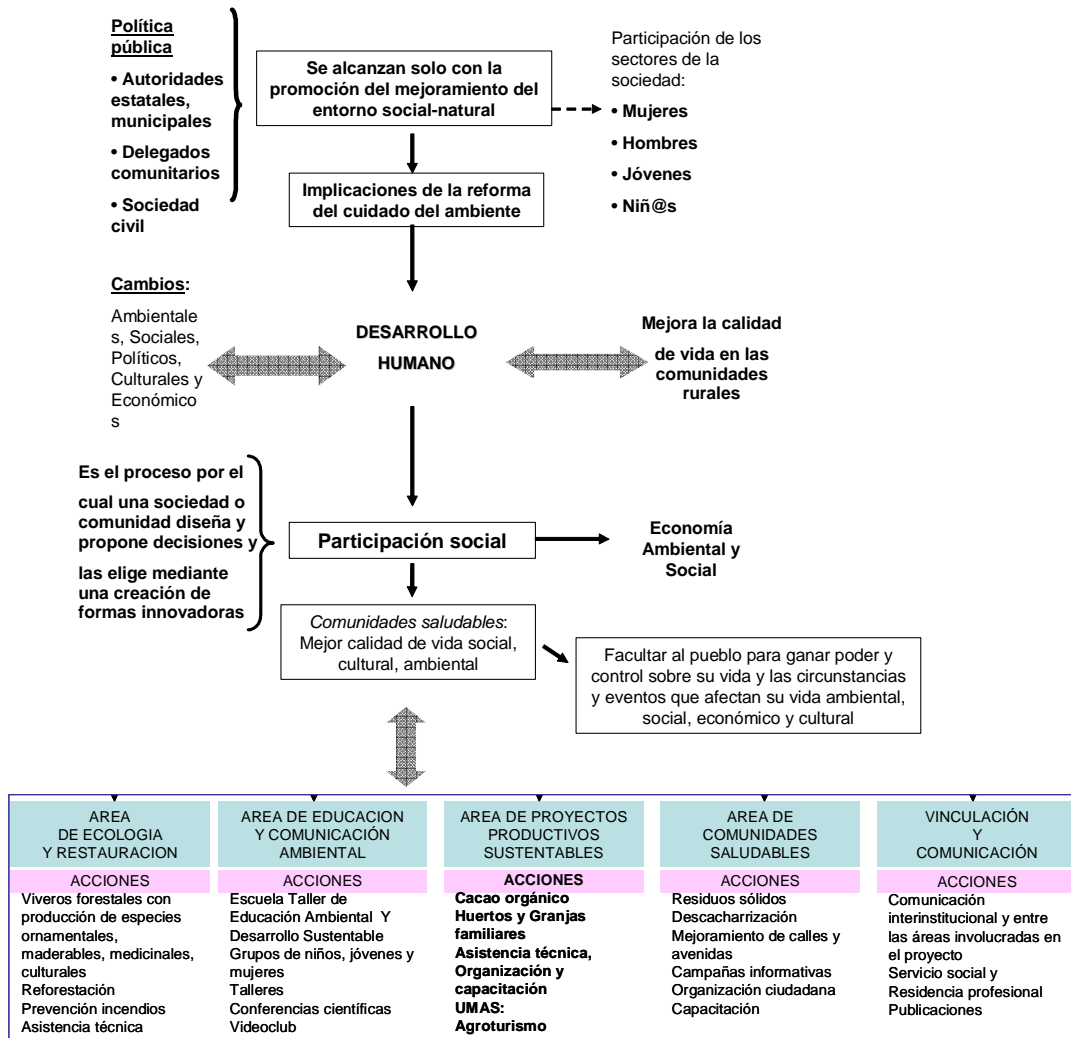 Política
pública
• Autoridades
estatales,
municipales
• Delegados
comunitarios
• Sociedad
civil
Se alcanzan solo con la
promoción del mejoramiento del
entorno social-natural
Participación de los
sectores de la
sociedad:
• Mujeres
• Hombres
• Jóvenes
• Niñ@s
Implicaciones de la reforma
del cuidado del ambiente
Cambios:
Ambientale
s, Sociales,
Políticos,
Culturales y
Económico
s
DESARROLLO
HUMANO
Mejora la calidad
de vida en las
comunidades
rurales
Es el proceso por el
cual una sociedad o
comunidad diseña y
propone decisiones y
las elige mediante
una creación de
formas innovadoras
Participación social
Economía
Ambiental y
Social
Comunidades saludables:
Mejor calidad de vida social,
cultural, ambiental
Facultar al pueblo para ganar poder y
control sobre su vida y las circunstancias
y eventos que afectan su vida ambiental,
social, económico y cultural
AREA
DE ECOLOGIA
Y RESTAURACION
ACCIONES
Viveros forestales con
producción de especies
ornamentales,
maderables, medicinales,
culturales
Reforestación
Prevención incendios
Asistencia técnica
AREA DE EDUCACION
Y COMUNICACIÓN
AMBIENTAL
ACCIONES
Escuela Taller de
Educación Ambiental Y
Desarrollo Sustentable
Grupos de niños, jóvenes y
mujeres
Talleres
Conferencias científicas
Videoclub
AREA DE PROYECTOS
PRODUCTIVOS
SUSTENTABLES
ACCIONES
Cacao orgánico
Huertos y Granjas
familiares
Asistencia técnica,
Organización y
capacitación
UMAS:
Agroturismo
AREA DE
COMUNIDADES
SALUDABLES
ACCIONES
Residuos sólidos
Descacharrización
Mejoramiento de calles y
avenidas
Campañas informativas
Organización ciudadana
Capacitación
VINCULACIÓN
Y
COMUNICACIÓN
ACCIONES
Comunicación
interinstitucional y entre
las áreas involucradas en
el proyecto
Servicio social y
Residencia profesional
Publicaciones